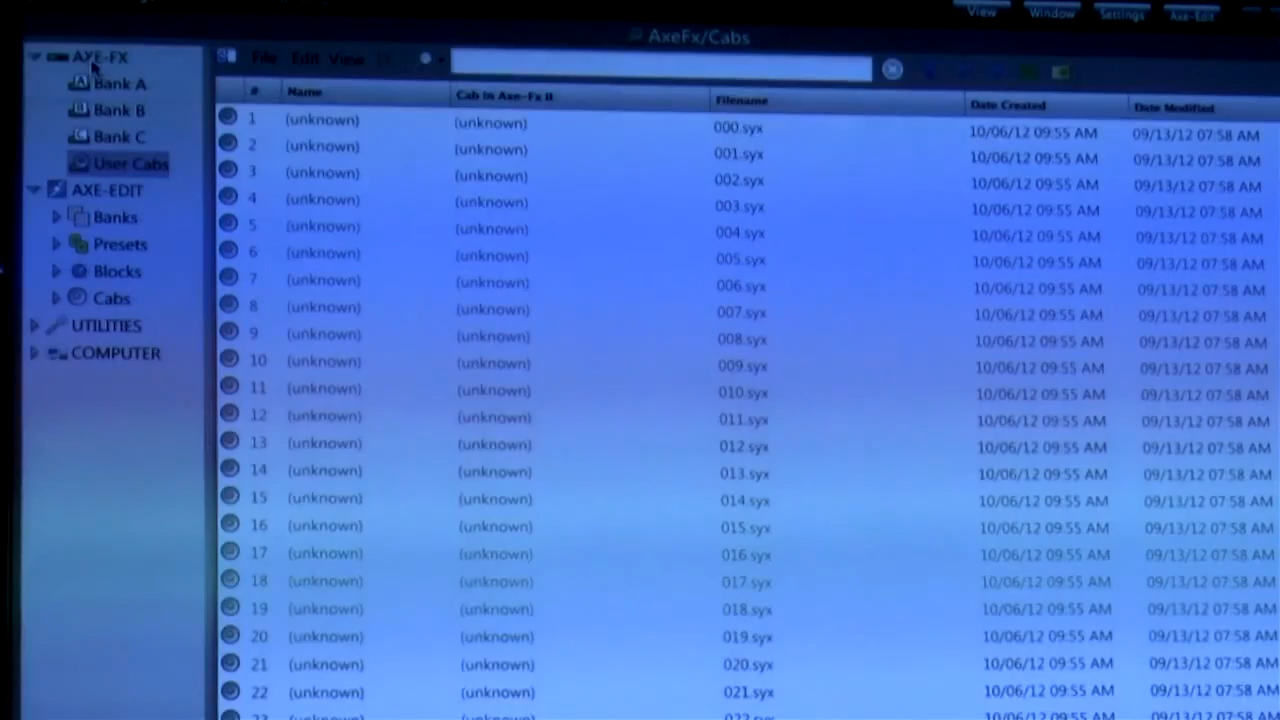 View Window Settings Axe-Edit
AxeFx/Cabs
AXE-FX
Bank A
Bank B
Bank C
User Cabs
AXE-EDIT
Banks
Presets
Blocks
Cabs
UTILITIES
COMPUTER
File Edit View
# Name Cab in Axe-Fx II Filename Date Created Date Modified
1 (unknown) (unknown) 000.syx 10/06/12 09:55 AM 09/13/12 07:58 AM
2 (unknown) (unknown) 001.syx 10/06/12 09:55 AM 09/13/12 07:58 AM
3 (unknown) (unknown) 002.syx 10/06/12 09:55 AM 09/13/12 07:58 AM
4 (unknown) (unknown) 003.syx 10/06/12 09:55 AM 09/13/12 07:58 AM
5 (unknown) (unknown) 004.syx 10/06/12 09:55 AM 09/13/12 07:58 AM
6 (unknown) (unknown) 005.syx 10/06/12 09:55 AM 09/13/12 07:58 AM
7 (unknown) (unknown) 006.syx 10/06/12 09:55 AM 09/13/12 07:58 AM
8 (unknown) (unknown) 007.syx 10/06/12 09:55 AM 09/13/12 07:58 AM
9 (unknown) (unknown) 008.syx 10/06/12 09:55 AM 09/13/12 07:58 AM
10 (unknown) (unknown) 009.syx 10/06/12 09:55 AM 09/13/12 07:58 AM
11 (unknown) (unknown) 010.syx 10/06/12 09:55 AM 09/13/12 07:58 AM
12 (unknown) (unknown) 011.syx 10/06/12 09:55 AM 09/13/12 07:58 AM
13 (unknown) (unknown) 012.syx 10/06/12 09:55 AM 09/13/12 07:58 AM
14 (unknown) (unknown) 013.syx 10/06/12 09:55 AM 09/13/12 07:58 AM
15 (unknown) (unknown) 014.syx 10/06/12 09:55 AM 09/13/12 07:58 AM
16 (unknown) (unknown) 015.syx 10/06/12 09:55 AM 09/13/12 07:58 AM
17 (unknown) (unknown) 016.syx 10/06/12 09:55 AM 09/13/12 07:58 AM
18 (unknown) (unknown) 017.syx 10/06/12 09:55 AM 09/13/12 07:58 AM
19 (unknown) (unknown) 018.syx 10/06/12 09:55 AM 09/13/12 07:58 AM
20 (unknown) (unknown) 019.syx 10/06/12 09:55 AM 09/13/12 07:58 AM
21 (unknown) (unknown) 020.syx 10/06/12 09:55 AM 09/13/12 07:58 AM
22 (unknown) (unknown) 021.syx 10/06/12 09:55 AM 09/13/12 07:58 AM